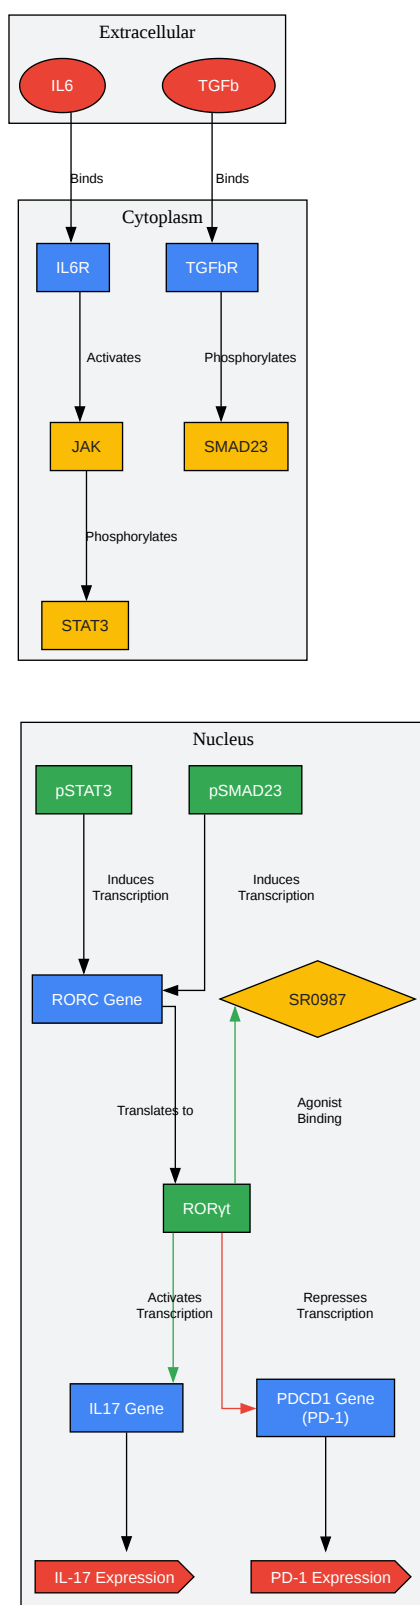 Extracellular
IL6
TGFb
Binds
Binds
Cytoplasm
IL6R
TGFbR
Activates
Phosphorylates
JAK
SMAD23
Phosphorylates
STAT3
Nucleus
pSTAT3
pSMAD23
Induces
Transcription
Induces
Transcription
RORC Gene
SR0987
Translates to
Agonist
Binding
RORγt
Activates
Transcription
Represses
Transcription
IL17 Gene
PDCD1 Gene
(PD-1)
IL-17 Expression
PD-1 Expression